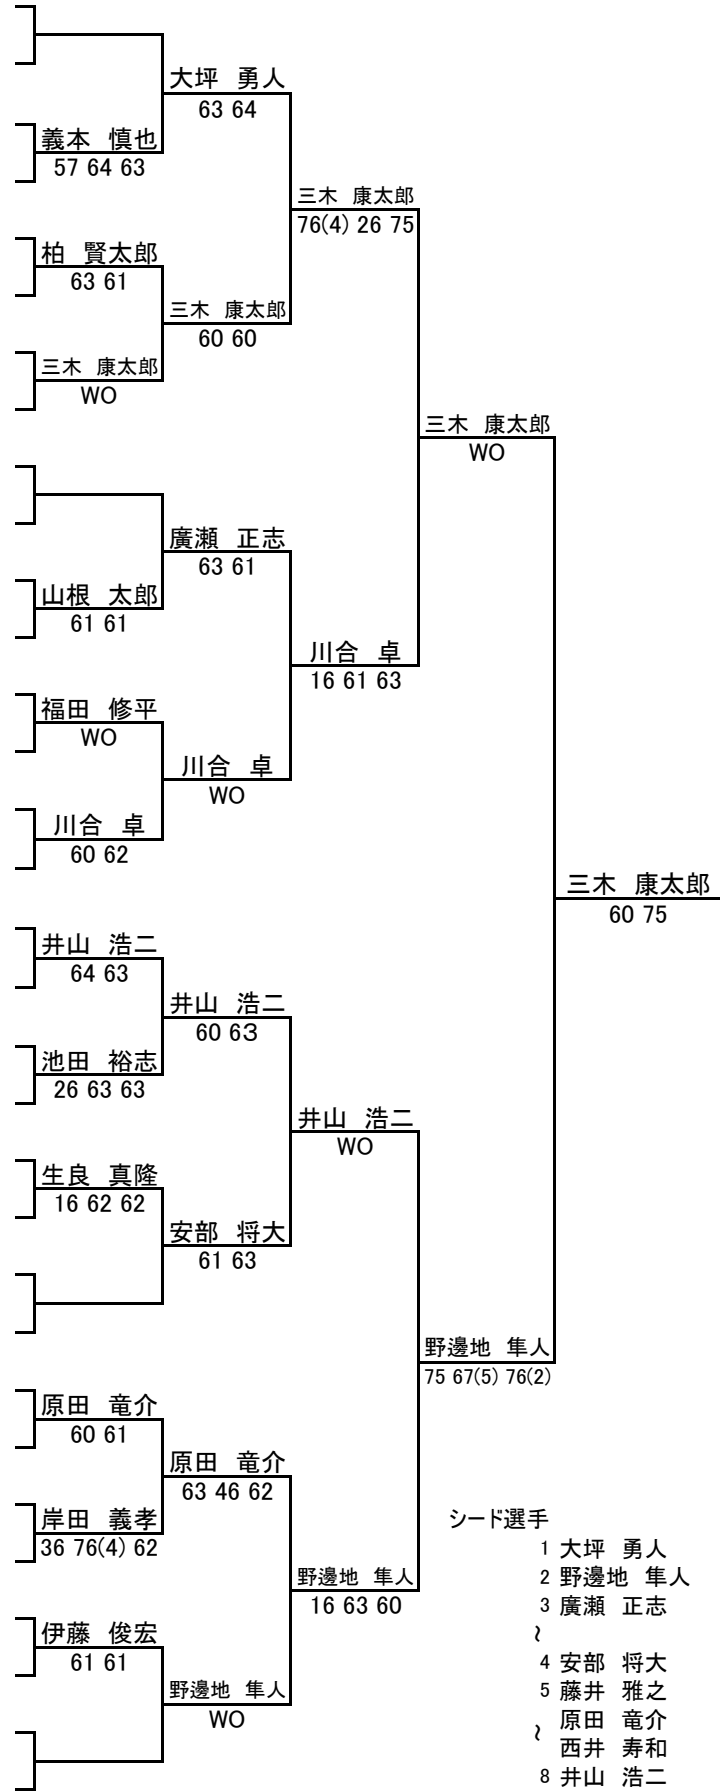 大坪　勇人
63 64
義本　慎也
57 64 63
三木　康太郎
76(4) 26 75
柏　賢太郎
63 61
三木　康太郎
60 60
三木　康太郎
WO
三木　康太郎
WO
廣瀬　正志
63 61
山根　太郎
61 61
川合　卓
16 61 63
福田　修平
WO
川合　卓
WO
川合　卓
60 62
三木　康太郎
60 75
井山　浩二
64 63
井山　浩二
60 63
池田　裕志
26 63 63
井山　浩二
WO
生良　真隆
16 62 62
安部　将大
61 63
野邊地　隼人
75 67(5) 76(2)
原田　竜介
60 61
原田　竜介
63 46 62
岸田　義孝
36 76(4) 62
野邊地　隼人
16 63 60
伊藤　俊宏
61 61
野邊地　隼人
WO
シード選手
1 大坪　勇人
2 野邊地　隼人
3 廣瀬　正志
～
4 安部　将大
5 藤井　雅之
～ 原田　竜介
西井　寿和
8 井山　浩二